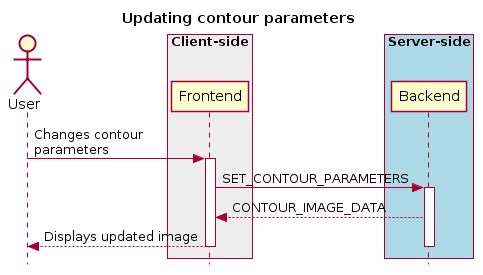 Updating contour parameters
Client-side
Server-side
User
Frontend
Backend
Changes contour
parameters
SET_CONTOUR_PARAMETERS
CONTOUR_IMAGE_DATA
Displays updated image